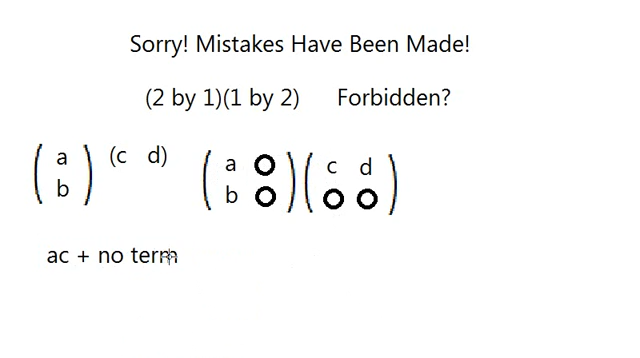 Sorry! Mistakes Have Been Made!
(2 by 1)(1 by 2) Forbidden?
( a ) (c d) ( a O ) ( c d )
( b ) ( b O ) ( O O )
ac + no term